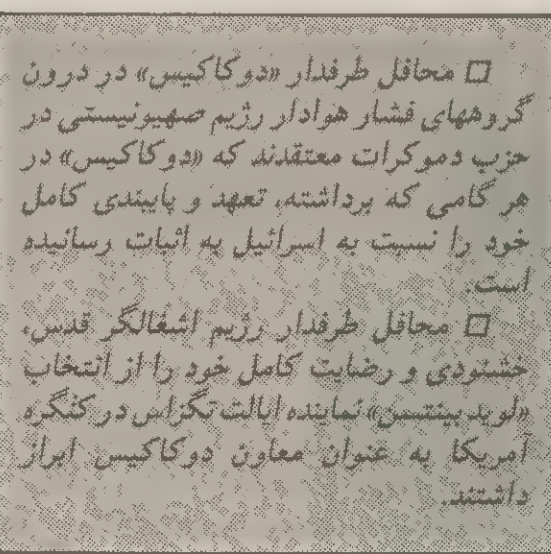 □ محافل طرفدار «دوکاکیس» در درون
گروههای فشار هوادار رژیم صهیونیستی در
حزب دموکرات معتقدند که «دوکاکیس» در
هر گامی که برداشته، تعهد و پایبندی کامل
خود را نسبت به اسرائیل به اثبات رسانیده
است.
□ محافل طرفدار رژیم اشغالگر قدس،
خشنودی و رضایت کامل خود را از انتخاب
«لوید بینتسن» نماینده ایالت تگزاس در کنگره
آمریکا به عنوان معاون دوکاکیس ابراز
داشتند.